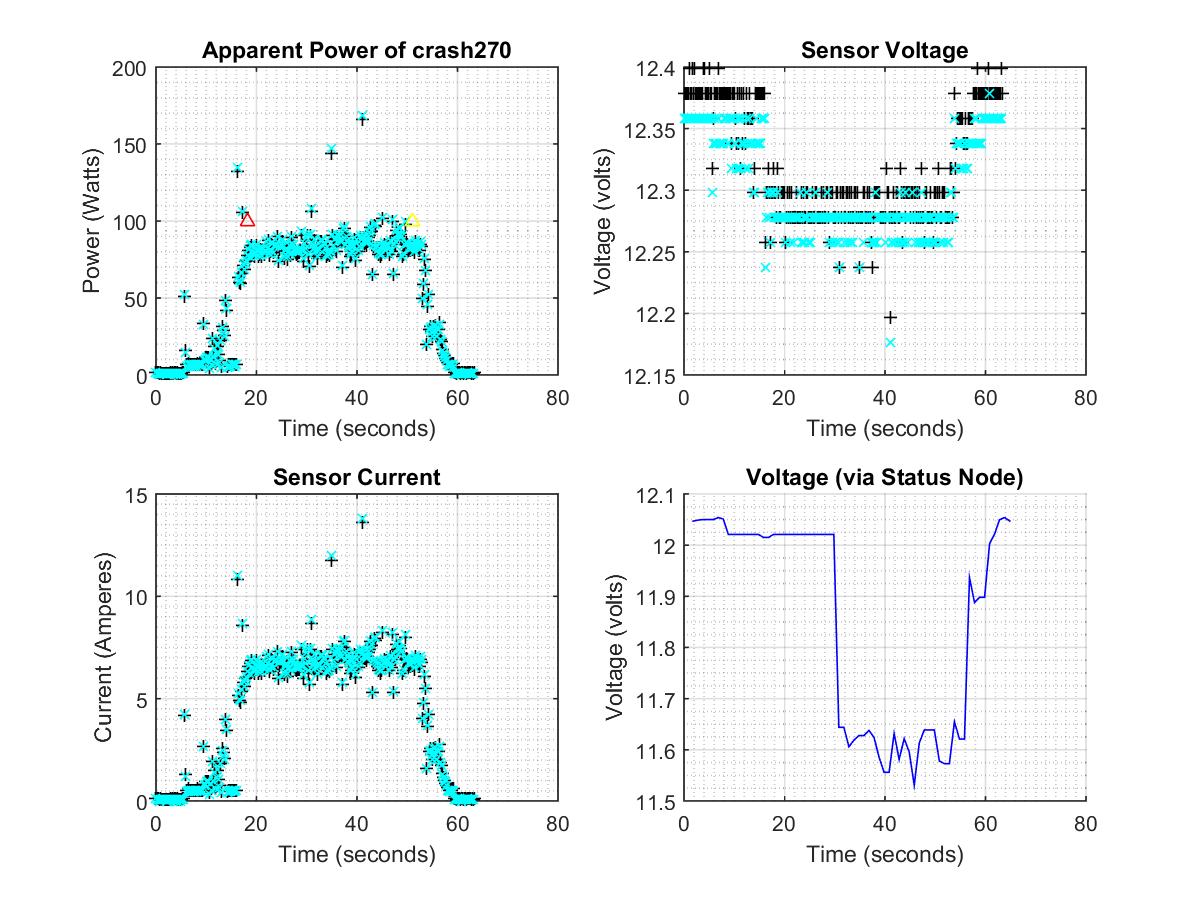 Apparent Power of crash270
200
150
100
50
0
Power (Watts)
0 20 40 60 80
Time (seconds)
Sensor Voltage
12.4
12.35
12.3
12.25
12.2
12.15
Voltage (volts)
0 20 40 60 80
Time (seconds)
Sensor Current
15
10
5
0
Current (Amperes)
0 20 40 60 80
Time (seconds)
Voltage (via Status Node)
12.1
12
11.9
11.8
11.7
11.6
11.5
Voltage (volts)
0 20 40 60 80
Time (seconds)